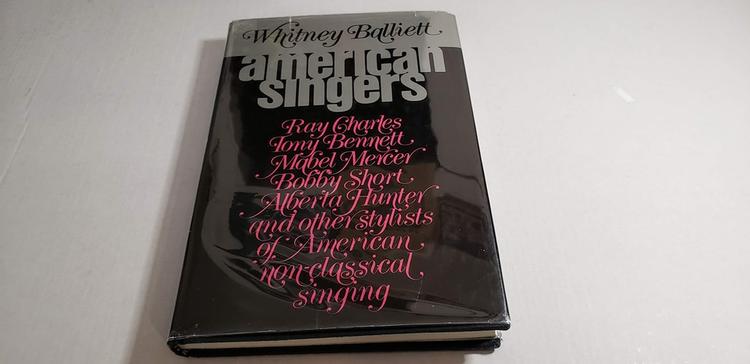 Whitney Balliett
american
singers
Ray Charles
Tony Bennett
Mabel Mercer
Bobby Short
Alberta Hunter
and other stylists
of American
non-classical
singing